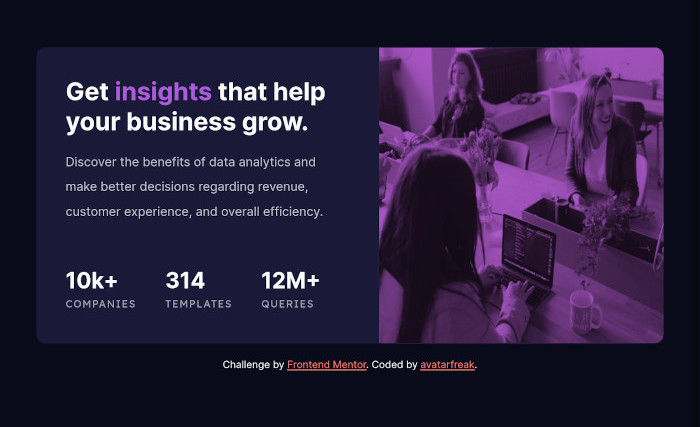 Get insights that help
your business grow.
Discover the benefits of data analytics and
make better decisions regarding revenue,
customer experience, and overall efficiency.
10k+ 314 12M+
COMPANIES TEMPLATES QUERIES
Challenge by Frontend Mentor. Coded by avatarfreak.